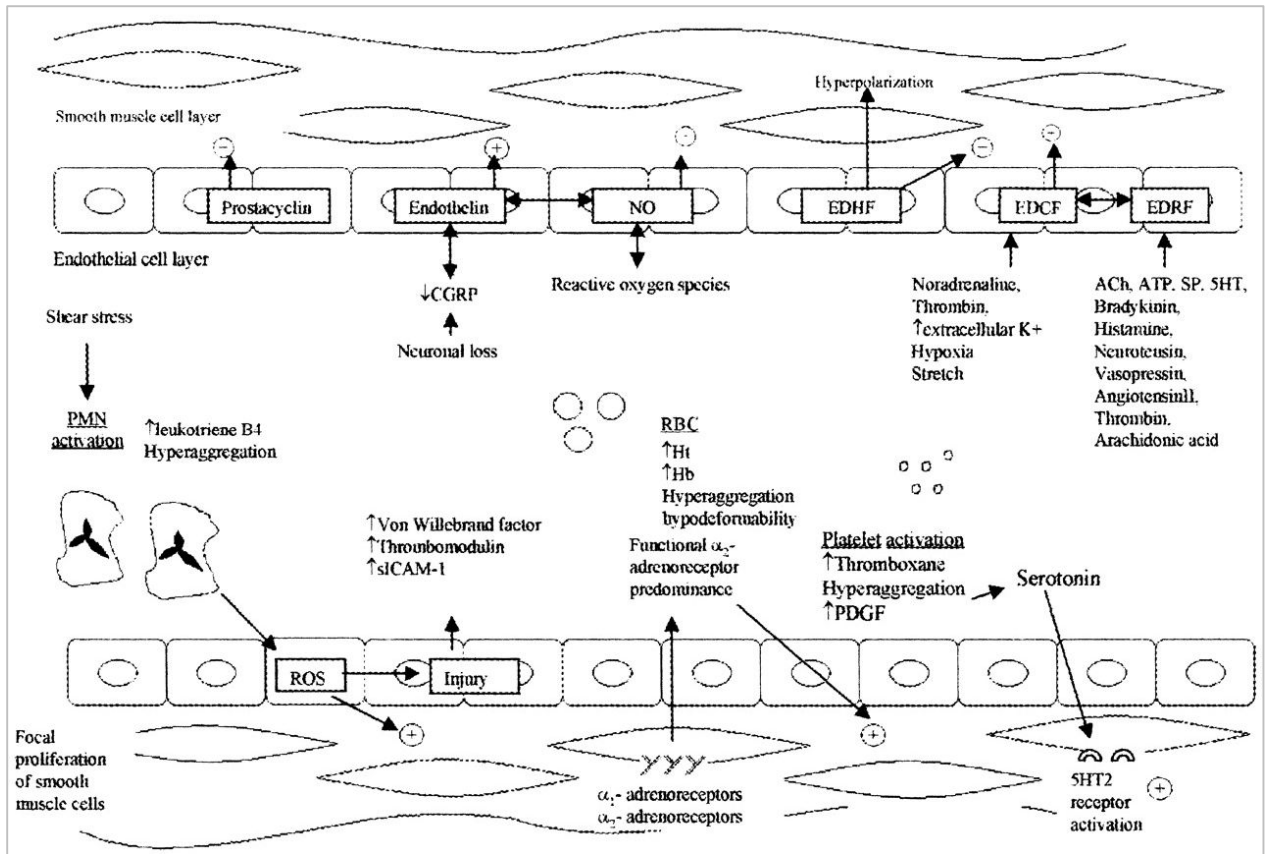 Hyperpolarization
Smooth muscle cell layer
−
+
-
−
−
Prostacyclin
Endothelin
NO
EDHF
EDCF
EDRF
Endothelial cell layer
↓CGRP
Neuronal loss
Reactive oxygen species
Noradrenaline,
Thrombin,
↑extracellular K+
Hypoxia
Stretch
ACh, ATP. SP. 5HT,
Bradykinin,
Histamine,
Neurotensin,
Vasopressin,
AngiotensinII,
Thrombin,
Arachidonic acid
Shear stress
PMN
activation
↑leukotriene B4
Hyperaggregation
RBC
↑Ht
↑Hb
Hyperaggregation
hypodeformability
↑Von Willebrand factor
↑Thrombomodulin
↑sICAM-1
Functional α₂-
adrenoreceptor
predominance
Platelet activation
↑Thromboxane
Hyperaggregation
↑PDGF
Serotonin
ROS
Injury
+
+
Focal
proliferation
of smooth
muscle cells
α₁- adrenoreceptors
α₂- adrenoreceptors
5HT2
receptor
activation
+